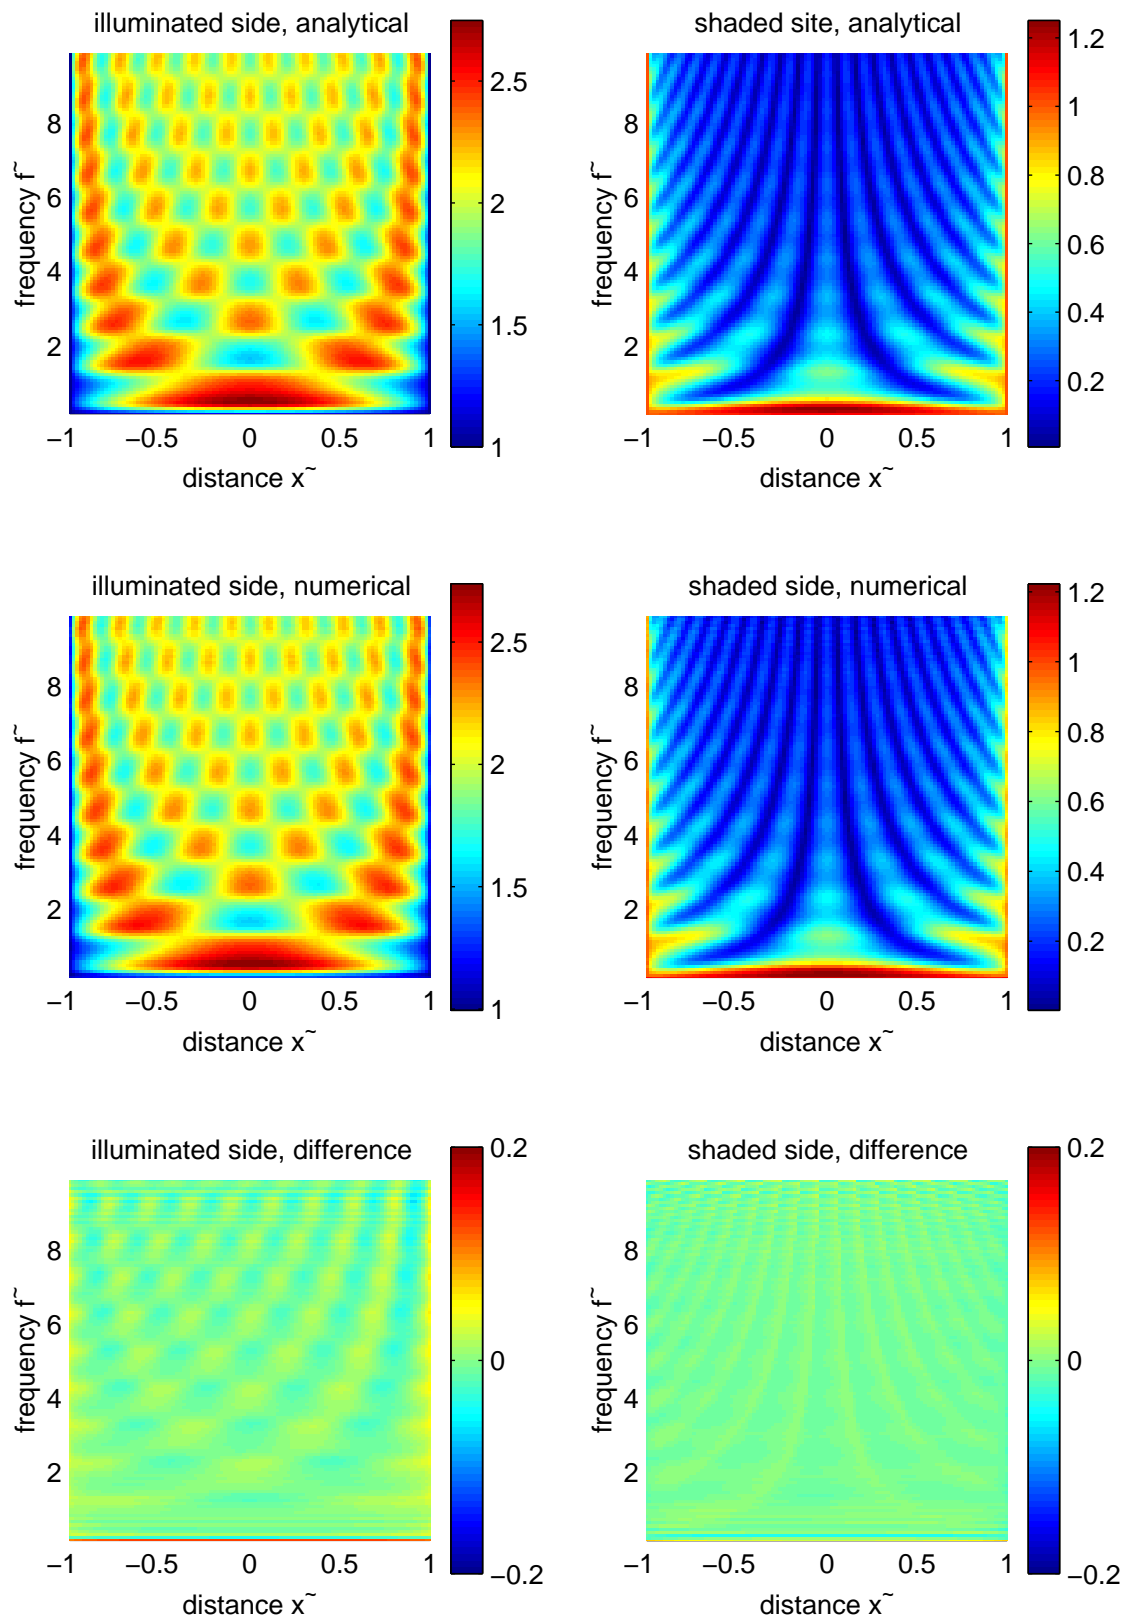 illuminated side, analytical
2.5
2
1.5
1
8
6
4
2
frequency f~
−1 −0.5 0 0.5 1
distance x~
shaded site, analytical
1.2
1
0.8
0.6
0.4
0.2
8
6
4
2
frequency f~
−1 −0.5 0 0.5 1
distance x~
illuminated side, numerical
2.5
2
1.5
1
8
6
4
2
frequency f~
−1 −0.5 0 0.5 1
distance x~
shaded side, numerical
1.2
1
0.8
0.6
0.4
0.2
8
6
4
2
frequency f~
−1 −0.5 0 0.5 1
distance x~
illuminated side, difference
0.2
0
−0.2
8
6
4
2
frequency f~
−1 −0.5 0 0.5 1
distance x~
shaded side, difference
0.2
0
−0.2
8
6
4
2
frequency f~
−1 −0.5 0 0.5 1
distance x~